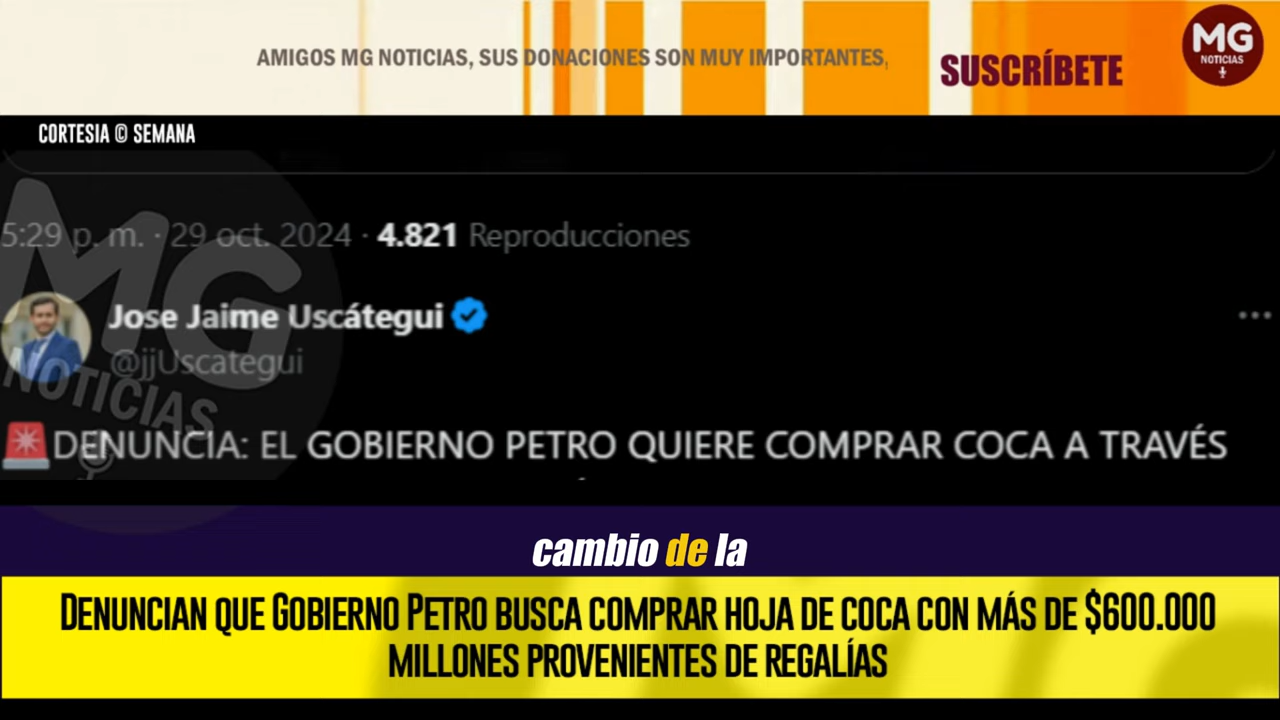 AMIGOS MG NOTICIAS, SUS DONACIONES SON MUY IMPORTANTES,
SUSCRÍBETE
MG
NOTICIAS
CORTESIA © SEMANA
5:29 p. m. · 29 oct. 2024 · 4.821 Reproducciones
Jose Jaime Uscátegui
@jjUscategui
MG
NOTICIAS
🚨DENUNCIA: EL GOBIERNO PETRO QUIERE COMPRAR COCA A TRAVÉS
cambio de la
DENUNCIAN QUE GOBIERNO PETRO BUSCA COMPRAR HOJA DE COCA CON MÁS DE $600.000
MILLONES PROVENIENTES DE REGALÍAS